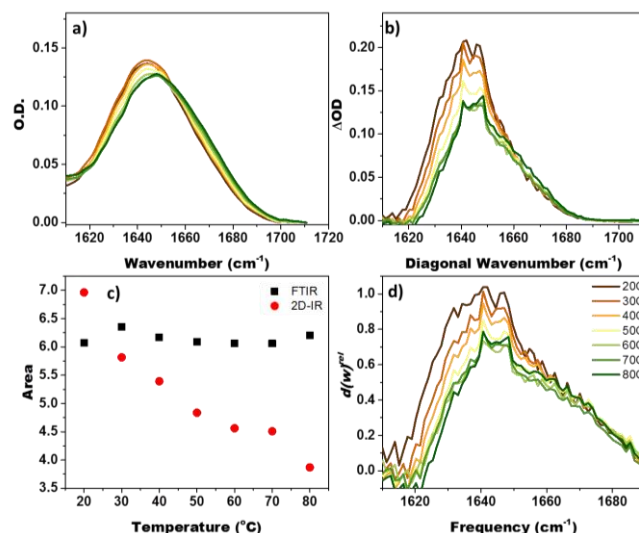 a)
b)
0.15
0.10
0.05
0.00
O.D.
1620 1640 1660 1680 1700 1720
Wavenumber (cm⁻¹)
0.20
0.15
0.10
0.05
0.00
ΔOD
1620 1640 1660 1680 1700
Diagonal Wavenumber (cm⁻¹)
c)
FTIR
2D-IR
7.0
6.5
6.0
5.5
5.0
4.5
4.0
3.5
Area
20 30 40 50 60 70 80
Temperature (°C)
d)
200
300
400
500
600
700
800
1.0
0.8
0.6
0.4
0.2
0.0
d(w)ʳᵉˡ
1620 1640 1660 1680
Frequency (cm⁻¹)